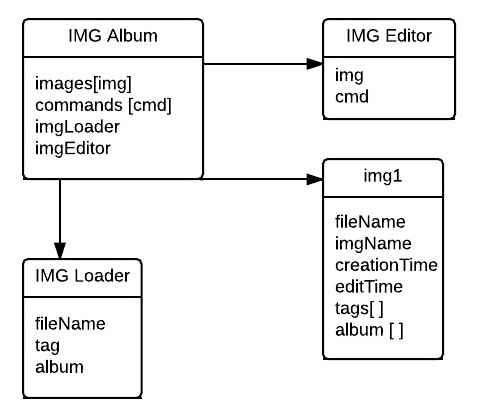 IMG Album
images[img]
commands [cmd]
imgLoader
imgEditor
IMG Editor
img
cmd
img1
fileName
imgName
creationTime
editTime
tags[ ]
album [ ]
IMG Loader
fileName
tag
album